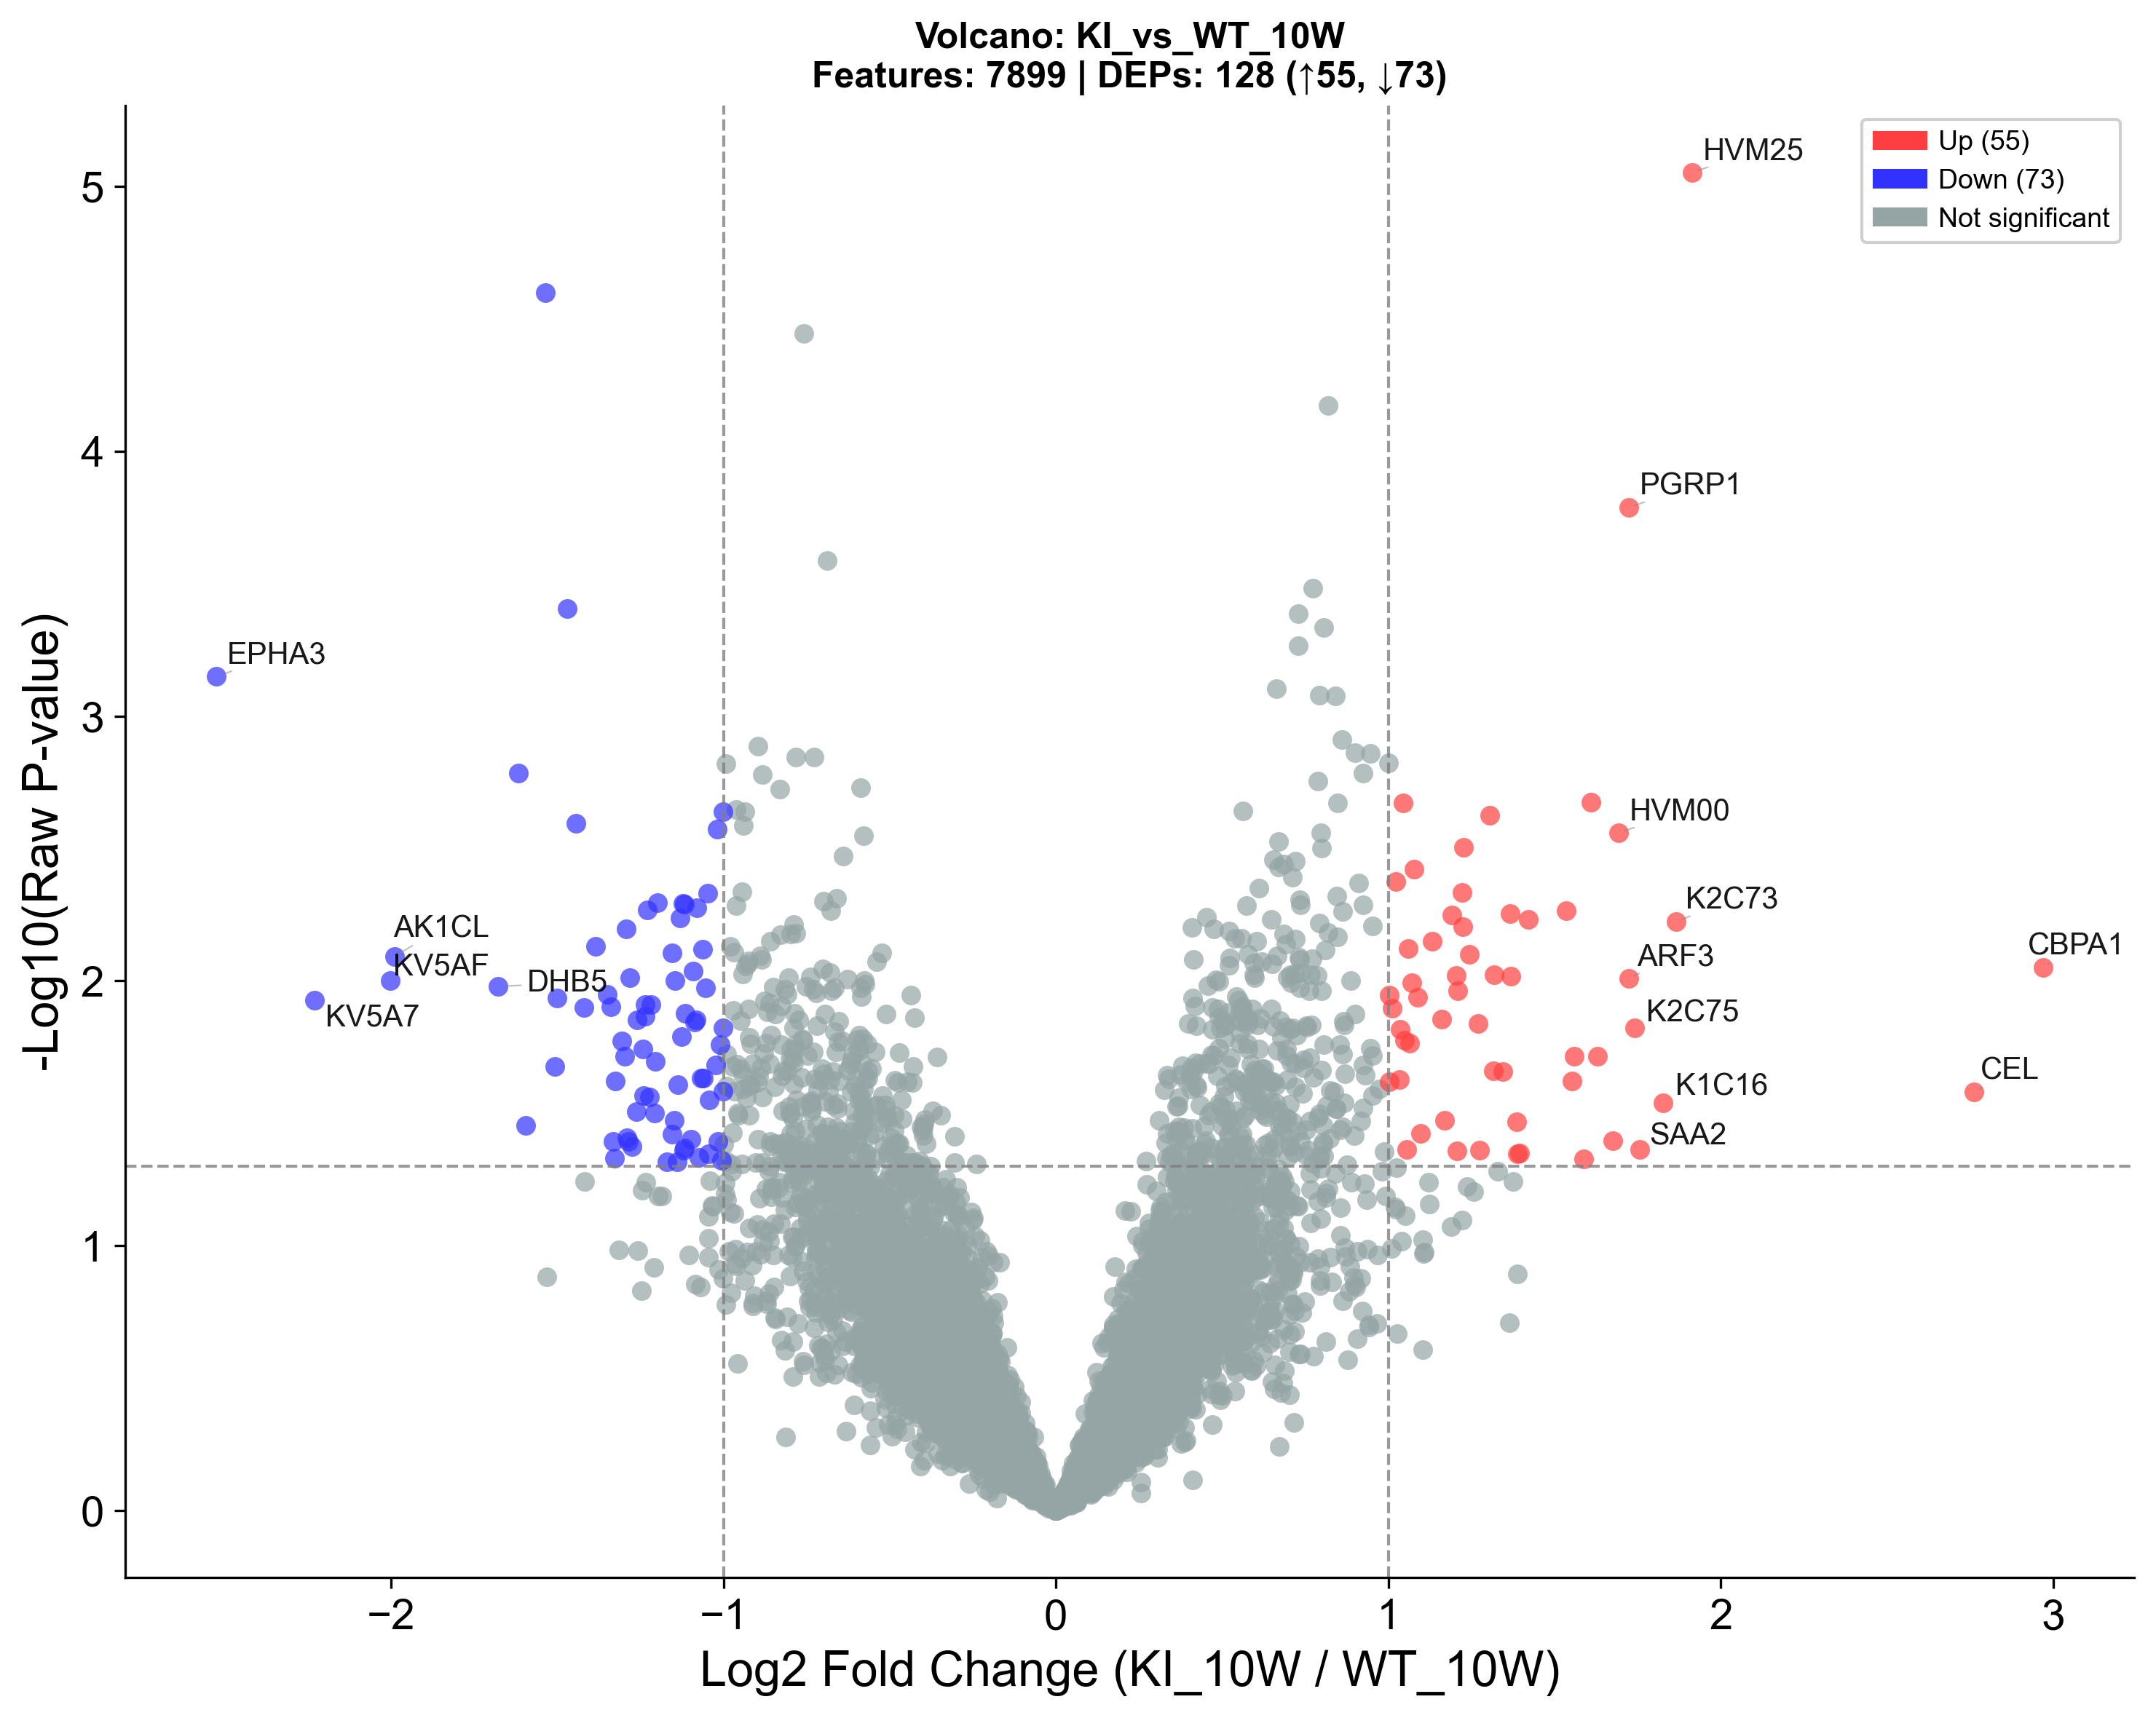 Volcano: KI_vs_WT_10W
Features: 7899 | DEPs: 128 (↑55, ↓73)
Up (55)
Down (73)
Not significant
HVM25
PGRP1
EPHA3
HVM00
K2C73
AK1CL
CBPA1
ARF3
KV5AF
DHB5
K2C75
KV5A7
CEL
K1C16
SAA2
-Log10(Raw P-value)
5
4
3
2
1
0
−2
−1
0
1
2
3
Log2 Fold Change (KI_10W / WT_10W)